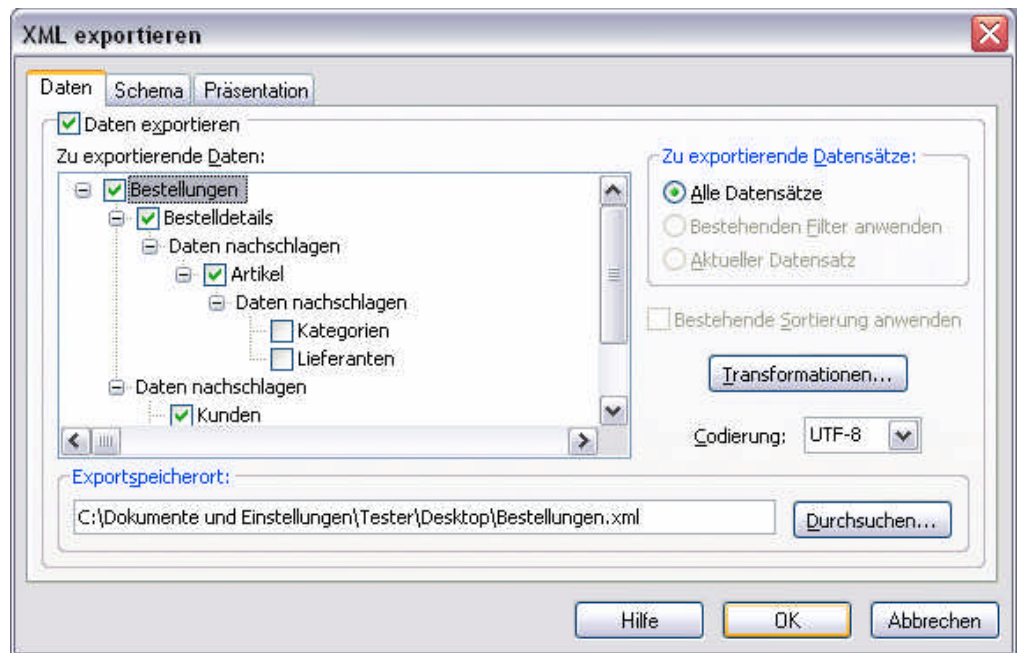 XML exportieren
Daten Schema Präsentation
Daten exportieren
Zu exportierende Daten:
Bestellungen
Bestelldetails
Daten nachschlagen
Artikel
Daten nachschlagen
Kategorien
Lieferanten
Daten nachschlagen
Kunden
Zu exportierende Datensätze:
Alle Datensätze
Bestehenden Filter anwenden
Aktueller Datensatz
Bestehende Sortierung anwenden
Transformationen...
Codierung: UTF-8
Exportspeicherort:
C:\Dokumente und Einstellungen\Tester\Desktop\Bestellungen.xml
Durchsuchen...
Hilfe OK Abbrechen